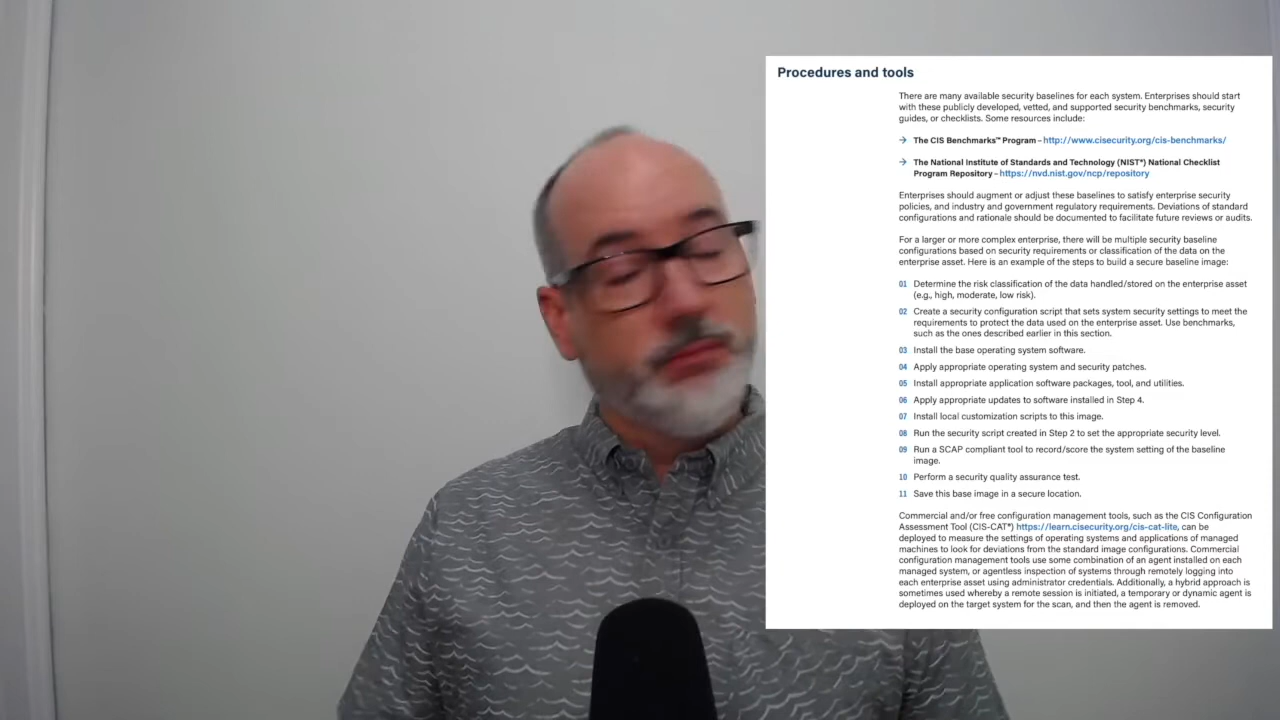 Procedures and tools
There are many available security baselines for each system. Enterprises should start
with these publicly developed, vetted, and supported security benchmarks, security
guides, or checklists. Some resources include:
→ The CIS Benchmarks™ Program – http://www.cisecurity.org/cis-benchmarks/
→ The National Institute of Standards and Technology (NIST®) National Checklist
Program Repository – https://nvd.nist.gov/ncp/repository
Enterprises should augment or adjust these baselines to satisfy enterprise security
policies, and industry and government regulatory requirements. Deviations of standard
configurations and rationale should be documented to facilitate future reviews or audits.
For a larger or more complex enterprise, there will be multiple security baseline
configurations based on security requirements or classification of the data on the
enterprise asset. Here is an example of the steps to build a secure baseline image:
01 Determine the risk classification of the data handled/stored on the enterprise asset
(e.g., high, moderate, low risk).
02 Create a security configuration script that sets system security settings to meet the
requirements to protect the data used on the enterprise asset. Use benchmarks,
such as the ones described earlier in this section.
03 Install the base operating system software.
04 Apply appropriate operating system and security patches.
05 Install appropriate application software packages, tool, and utilities.
06 Apply appropriate updates to software installed in Step 4.
07 Install local customization scripts to this image.
08 Run the security script created in Step 2 to set the appropriate security level.
09 Run a SCAP compliant tool to record/score the system setting of the baseline
image.
10 Perform a security quality assurance test.
11 Save this base image in a secure location.
Commercial and/or free configuration management tools, such as the CIS Configuration
Assessment Tool (CIS-CAT®) https://learn.cisecurity.org/cis-cat-lite, can be
deployed to measure the settings of operating systems and applications of managed
machines to look for deviations from the standard image configurations. Commercial
configuration management tools use some combination of an agent installed on each
managed system, or agentless inspection of systems through remotely logging into
each enterprise asset using administrator credentials. Additionally, a hybrid approach is
sometimes used whereby a remote session is initiated, a temporary or dynamic agent is
deployed on the target system for the scan, and then the agent is removed.